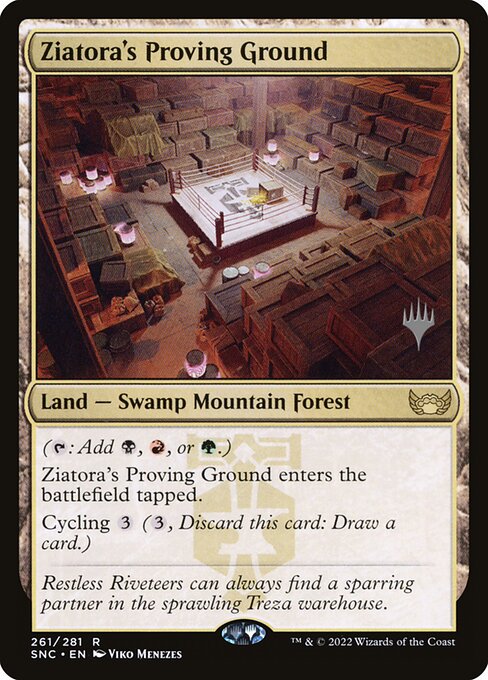 Ziatora's Proving Ground
Land — Swamp Mountain Forest
(: Add , , or .)
Ziatora's Proving Ground enters the
battlefield tapped.
Cycling 3 (3, Discard this card: Draw a
card.)
Restless Riveteers can always find a sparring
partner in the sprawling Treza warehouse.
261/281 R
SNC • EN Viko Menezes
™ & © 2022 Wizards of the Coast